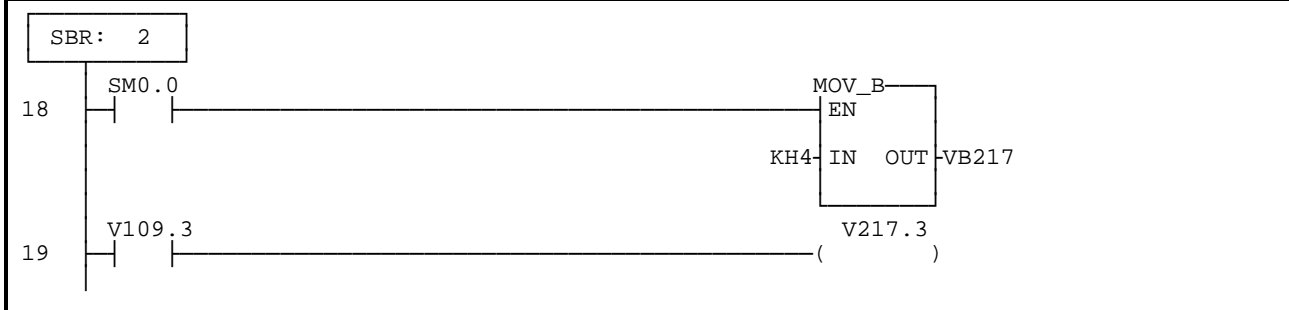 SBR: 2
SM0.0 MOV_B
18 EN
KH4 IN OUT VB217
V109.3 V217.3
19 ( )